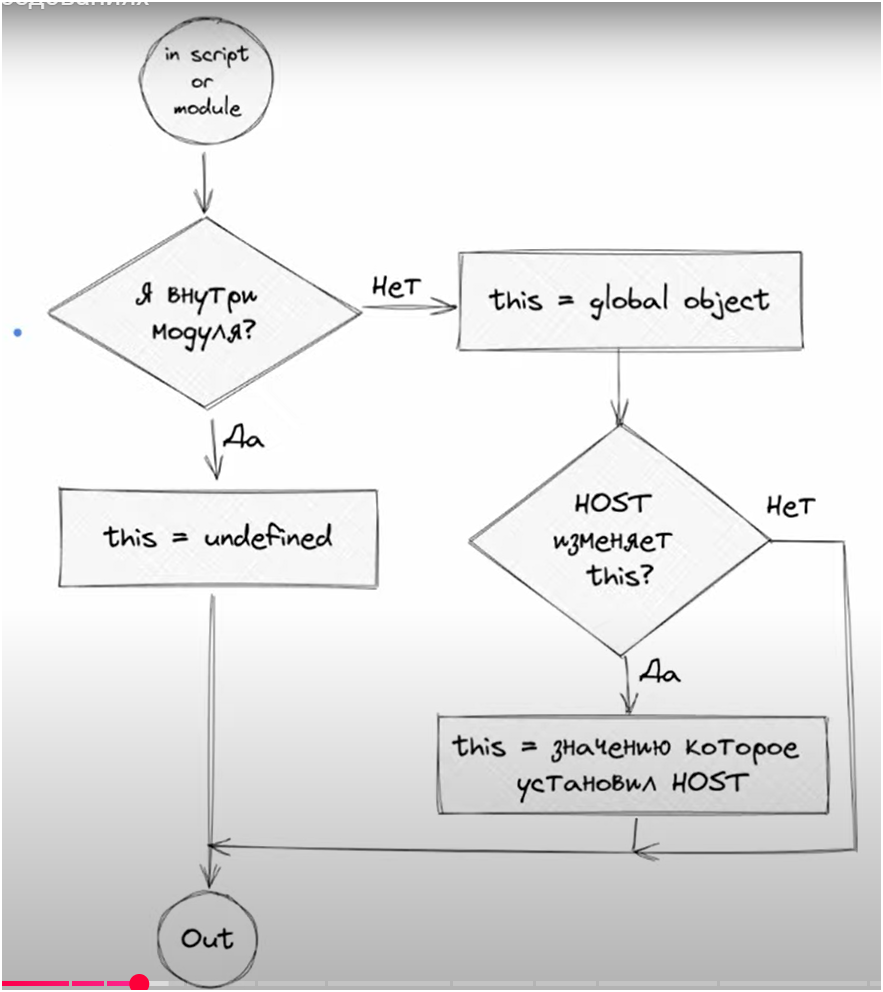 in script
or
module
Я внутри
модуля?
Нет
this = global object
Да
this = undefined
HOST
изменяет
this?
Нет
Да
this = значению которое
установил HOST
Out